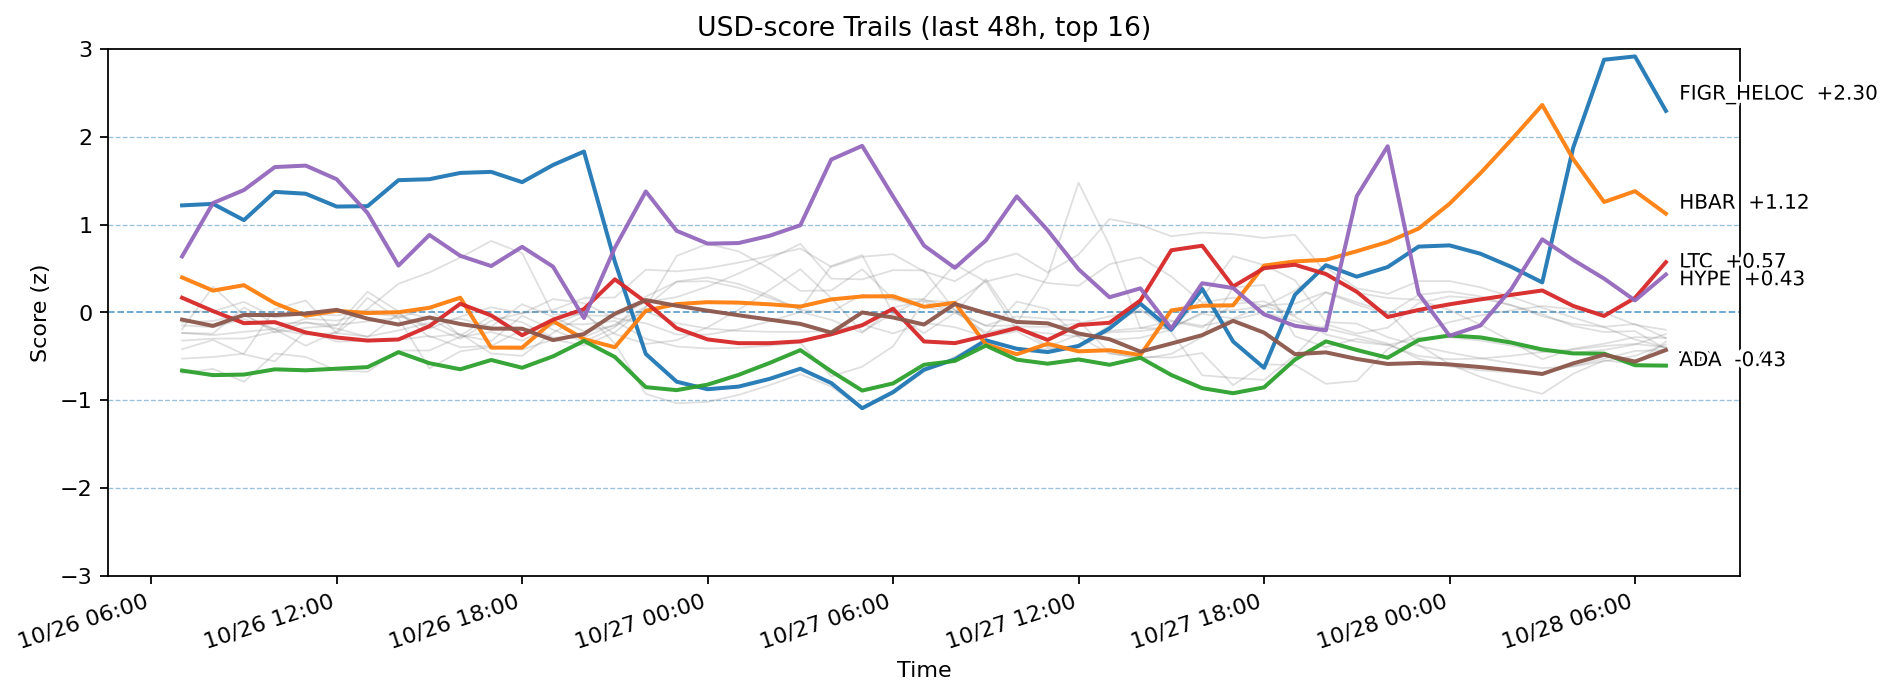 USD-score Trails (last 48h, top 16)
3
2
1
0
−1
−2
−3
Score (z)
FIGR_HELOC +2.30
HBAR +1.12
LTC +0.57
HYPE +0.43
ADA -0.43
10/26 06:00
10/26 12:00
10/26 18:00
10/27 00:00
10/27 06:00
10/27 12:00
10/27 18:00
10/28 00:00
10/28 06:00
Time